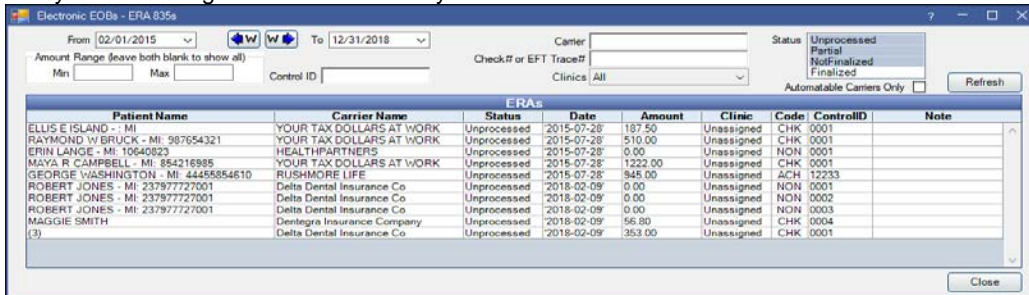 Electronic EOBs - ERA 835s
From 02/01/2015 W W To 12/31/2018 Carrier Status Unprocessed
Partial
NotFinalized
Finalized
Amount Range (leave both blank to show all) Check# or EFT Trace#
Min Max Control ID Clinics All Refresh
Automatable Carriers Only
ERAs
Patient Name Carrier Name Status Date Amount Clinic Code ControlID Note
ELLIS E ISLAND - : MI YOUR TAX DOLLARS AT WORK Unprocessed '2015-07-28' 187.50 Unassigned CHK 0001
RAYMOND W BRUCK - MI: 987654321 YOUR TAX DOLLARS AT WORK Unprocessed '2015-07-28' 510.00 Unassigned CHK 0001
ERIN LANGE - MI: 10640823 HEALTHPARTNERS Unprocessed '2015-07-28' 0.00 Unassigned NON 0001
MAYA R CAMPBELL - MI: 854216985 YOUR TAX DOLLARS AT WORK Unprocessed '2015-07-28' 1222.00 Unassigned CHK 0001
GEORGE WASHINGTON - MI: 44455854610 RUSHMORE LIFE Unprocessed '2015-07-28' 945.00 Unassigned ACH 12233
ROBERT JONES - MI: 237977727001 Delta Dental Insurance Co Unprocessed '2018-02-09' 0.00 Unassigned NON 0001
ROBERT JONES - MI: 237977727001 Delta Dental Insurance Co Unprocessed '2018-02-09' 0.00 Unassigned NON 0002
ROBERT JONES - MI: 237977727001 Delta Dental Insurance Co Unprocessed '2018-02-09' 0.00 Unassigned NON 0003
MAGGIE SMITH Dentegra Insurance Company Unprocessed '2018-02-09' 56.80 Unassigned CHK 0004
(3) Delta Dental Insurance Co Unprocessed '2018-02-09' 353.00 Unassigned CHK 0001
Close